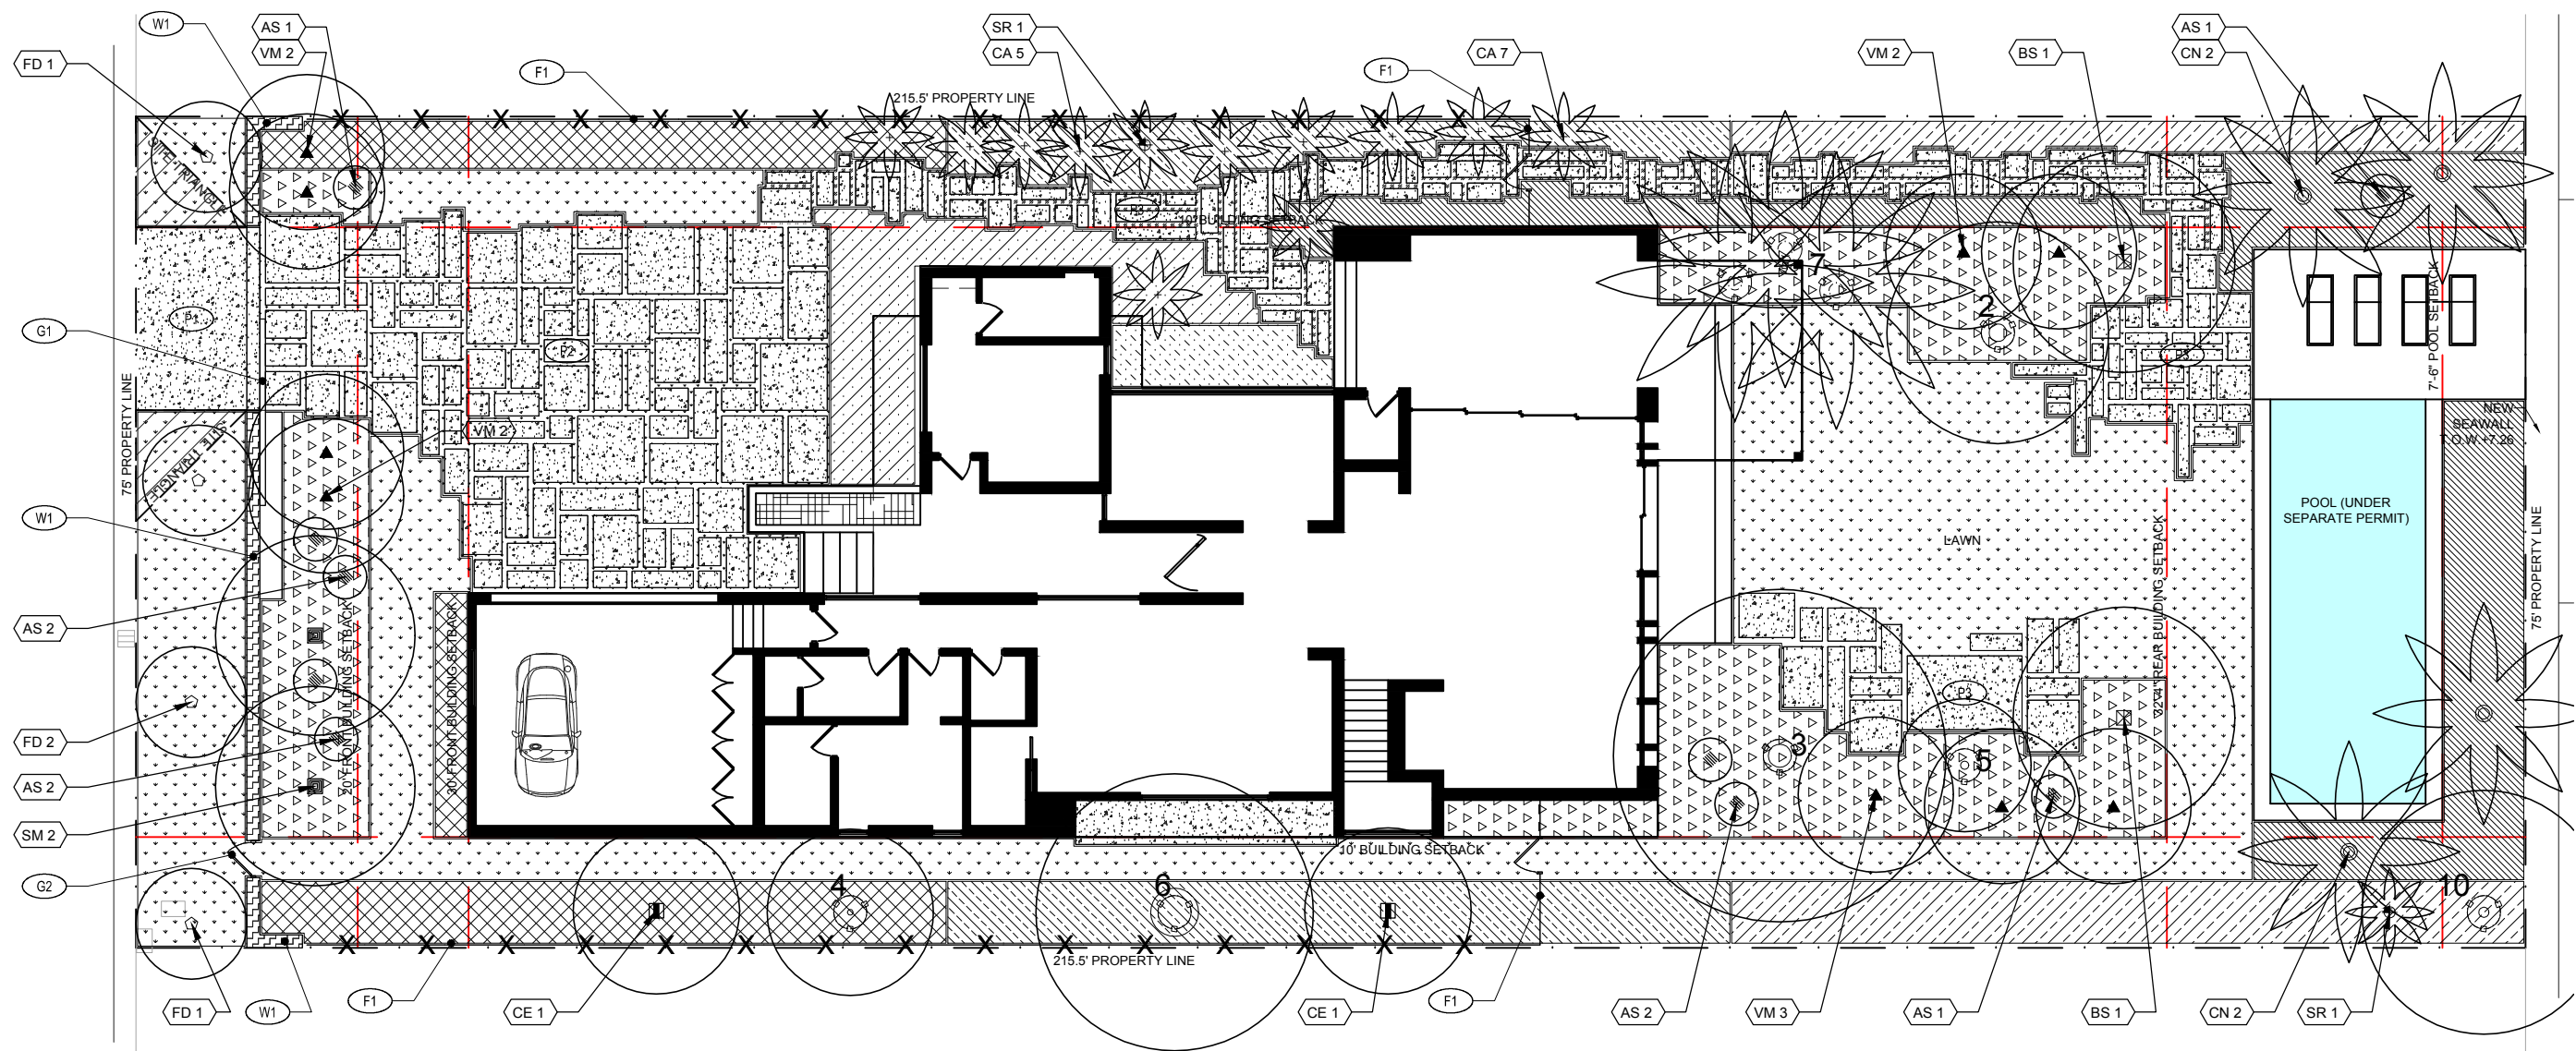 W1
AS 1
VM 2
FD 1
F1
SR 1
CA 5
F1
CA 7
VM 2
BS 1
AS 1
CN 2
215.5' PROPERTY LINE
X X X X X X X X X X X X X X X
SITE TRIANGLE
10' BUILDING SETBACK
P3
7
2
P1
G1
P2
P3
7'-6" POOL SETBACK
75' PROPERTY LINE
VM 2
SITE TRIANGLE
NEW
SEAWALL
T.O.W +7.26
POOL (UNDER
SEPARATE PERMIT)
W1
LAWN
75' PROPERTY LINE
AS 2
20' FRONT BUILDING SETBACK
30' FRONT BUILDING SETBACK
32'4" REAR BUILDING SETBACK
P3
FD 2
3
5
AS 2
SM 2
10' BUILDING SETBACK
G2
4
6
10
X X X X X X X X X X X X X X X
215.5' PROPERTY LINE
FD 1
W1
F1
CE 1
CE 1
F1
AS 2
VM 3
AS 1
BS 1
CN 2
SR 1